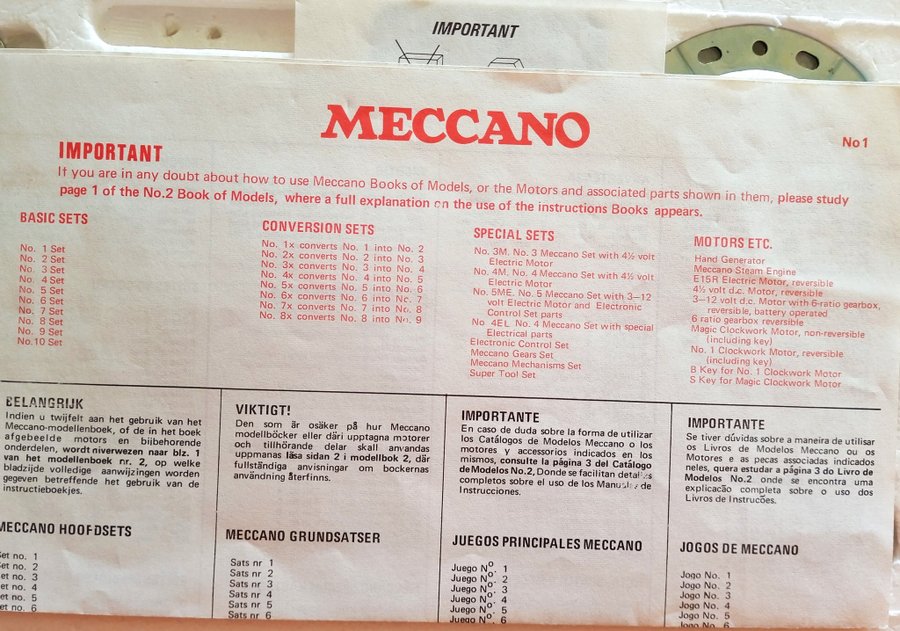 IMPORTANT
MECCANO
No 1
IMPORTANT
If you are in any doubt about how to use Meccano Books of Models, or the Motors and associated parts shown in them, please study
page 1 of the No.2 Book of Models, where a full explanation on the use of the instructions Books appears.
BASIC SETS
No. 1 Set
No. 2 Set
No. 3 Set
No. 4 Set
No. 5 Set
No. 6 Set
No. 7 Set
No. 8 Set
No. 9 Set
No. 10 Set
CONVERSION SETS
No. 1x converts No. 1 into No. 2
No. 2x converts No. 2 into No. 3
No. 3x converts No. 3 into No. 4
No. 4x converts No. 4 into No. 5
No. 5x converts No. 5 into No. 6
No. 6x converts No. 6 into No. 7
No. 7x converts No. 7 into No. 8
No. 8x converts No. 8 into No. 9
SPECIAL SETS
No. 3M, No. 3 Meccano Set with 4½ volt
Electric Motor
No. 4M, No. 4 Meccano Set with 4½ volt
Electric Motor
No. 5ME, No. 5 Meccano Set with 3–12
volt Electric Motor and Electronic
Control Set parts
No. 4EL, No. 4 Meccano Set with special
Electrical parts
Electronic Control Set
Meccano Gears Set
Meccano Mechanisms Set
Super Tool Set
MOTORS ETC.
Hand Generator
Meccano Steam Engine
E15R Electric Motor, reversible
4½ volt d.c. Motor, reversible
3–12 volt d.c. Motor with 6-ratio gearbox,
reversible, battery operated
6 ratio gearbox reversible
Magic Clockwork Motor, non-reversible
(including key)
No. 1 Clockwork Motor, reversible
(including key)
B Key for No. 1 Clockwork Motor
S Key for Magic Clockwork Motor
BELANGRIJK
Indien u twijfelt aan het gebruik van het
Meccano-modellenboek, of de in het boek
afgebeelde motors en bijbehorende
onderdelen, wordt niverwezen naar blz. 1
van het modellenboek nr. 2, op welke
bladzijde volledige aanwijzingen worden
gegeven betreffende het gebruik van de
instructieboekjes.
MECCANO HOOFDSETS
Set no. 1
Set no. 2
set no. 3
set no. 4
set no. 5
set no. 6
VIKTIGT!
Den som är osäker på hur Meccano
modellböcker eller däri upptagna motorer
och tillhörande delar skall anvandas
uppmanas läsa sidan 2 i modellbok 2, där
fullständiga anvisningar om bockernas
användning återfinns.
MECCANO GRUNDSATSER
Sats nr 1
Sats nr 2
Sats nr 3
Sats nr 4
Sats nr 5
Sats nr 6
IMPORTANTE
En caso de duda sobre la forma de utilizar
los Catálogos de Modelos Meccano o los
motores y accesorios indicados en los
mismos, consulte la página 3 del Catálogo
de Modelos No.2, Donde se facilitan detalles
completos sobre el uso de los Manuales de
Instrucciones.
JUEGOS PRINCIPALES MECCANO
Juego Nº 1
Juego Nº 2
Juego Nº 3
Juego Nº 4
Juego Nº 5
Juego Nº 6
IMPORTANTE
Se tiver dúvidas sobre a maneira de utilisar
os Livros de Modelos Meccano ou os
Motores e as pecas associadas indicados
neles, quera estudar a página 3 do Livro de
Modelos No.2 onde se encontra uma
explicacão completa sobre o uso dos
Livros de Instrucões.
JOGOS DE MECCANO
Jogo No. 1
Jogo No. 2
Jogo No. 3
Jogo No. 4
Jogo No. 5
Jogo No. 6